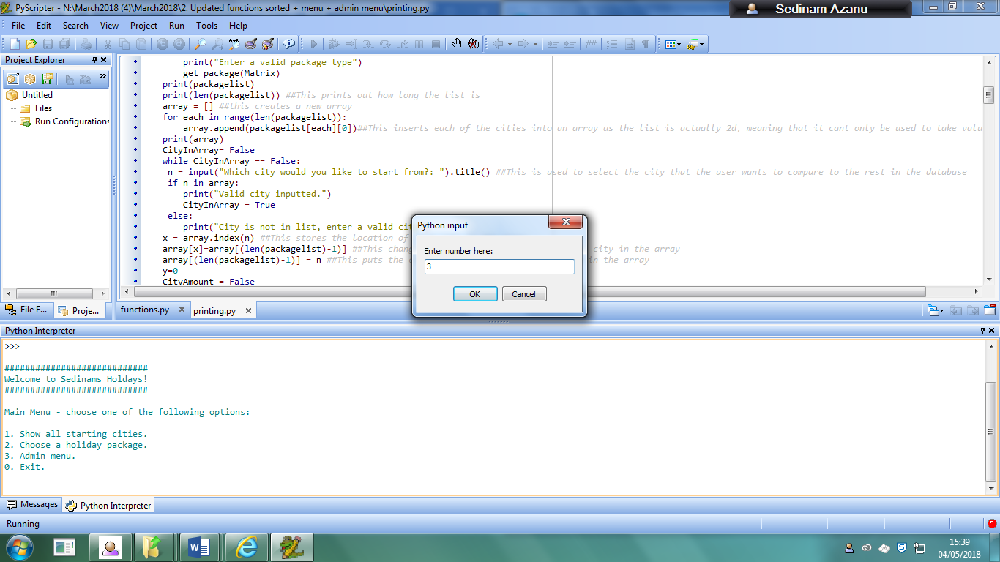 PyScripter - N:\March2018 (4)\March2018\2. Updated functions sorted + menu + admin menu\printing.py
Sedinam Azanu
File Edit Search View Project Run Tools Help
Project Explorer
Untitled
Files
Run Configurations
print("Enter a valid package type")
get_package(Matrix)
print(packagelist)
print(len(packagelist)) ##This prints out how long the list is
array = [] ##this creates a new array
for each in range(len(packagelist)):
array.append(packagelist[each][0])##This inserts each of the cities into an array as the list is actually 2d, meaning that it cant only be used to take valu
print(array)
CityInArray= False
while CityInArray == False:
n = input("Which city would you like to start from?: ").title() ##This is used to select the city that the user wants to compare to the rest in the database
if n in array:
print("Valid city inputted.")
CityInArray = True
else:
print("City is not in list, enter a valid cit
x = array.index(n) ##This stores the location of
array[x]=array[(len(packagelist)-1)] ##This chang city in the array
array[(len(packagelist)-1)] = n ##This puts the c in the array
y=0
CityAmount = False
Python input
Enter number here:
3
OK Cancel
File E... Proje...
functions.py printing.py
Python Interpreter
>>>
############################
Welcome to Sedinams Holdays!
############################
Main Menu - choose one of the following options:
1. Show all starting cities.
2. Choose a holiday package.
3. Admin menu.
0. Exit.
Messages Python Interpreter
Running
15:39
04/05/2018